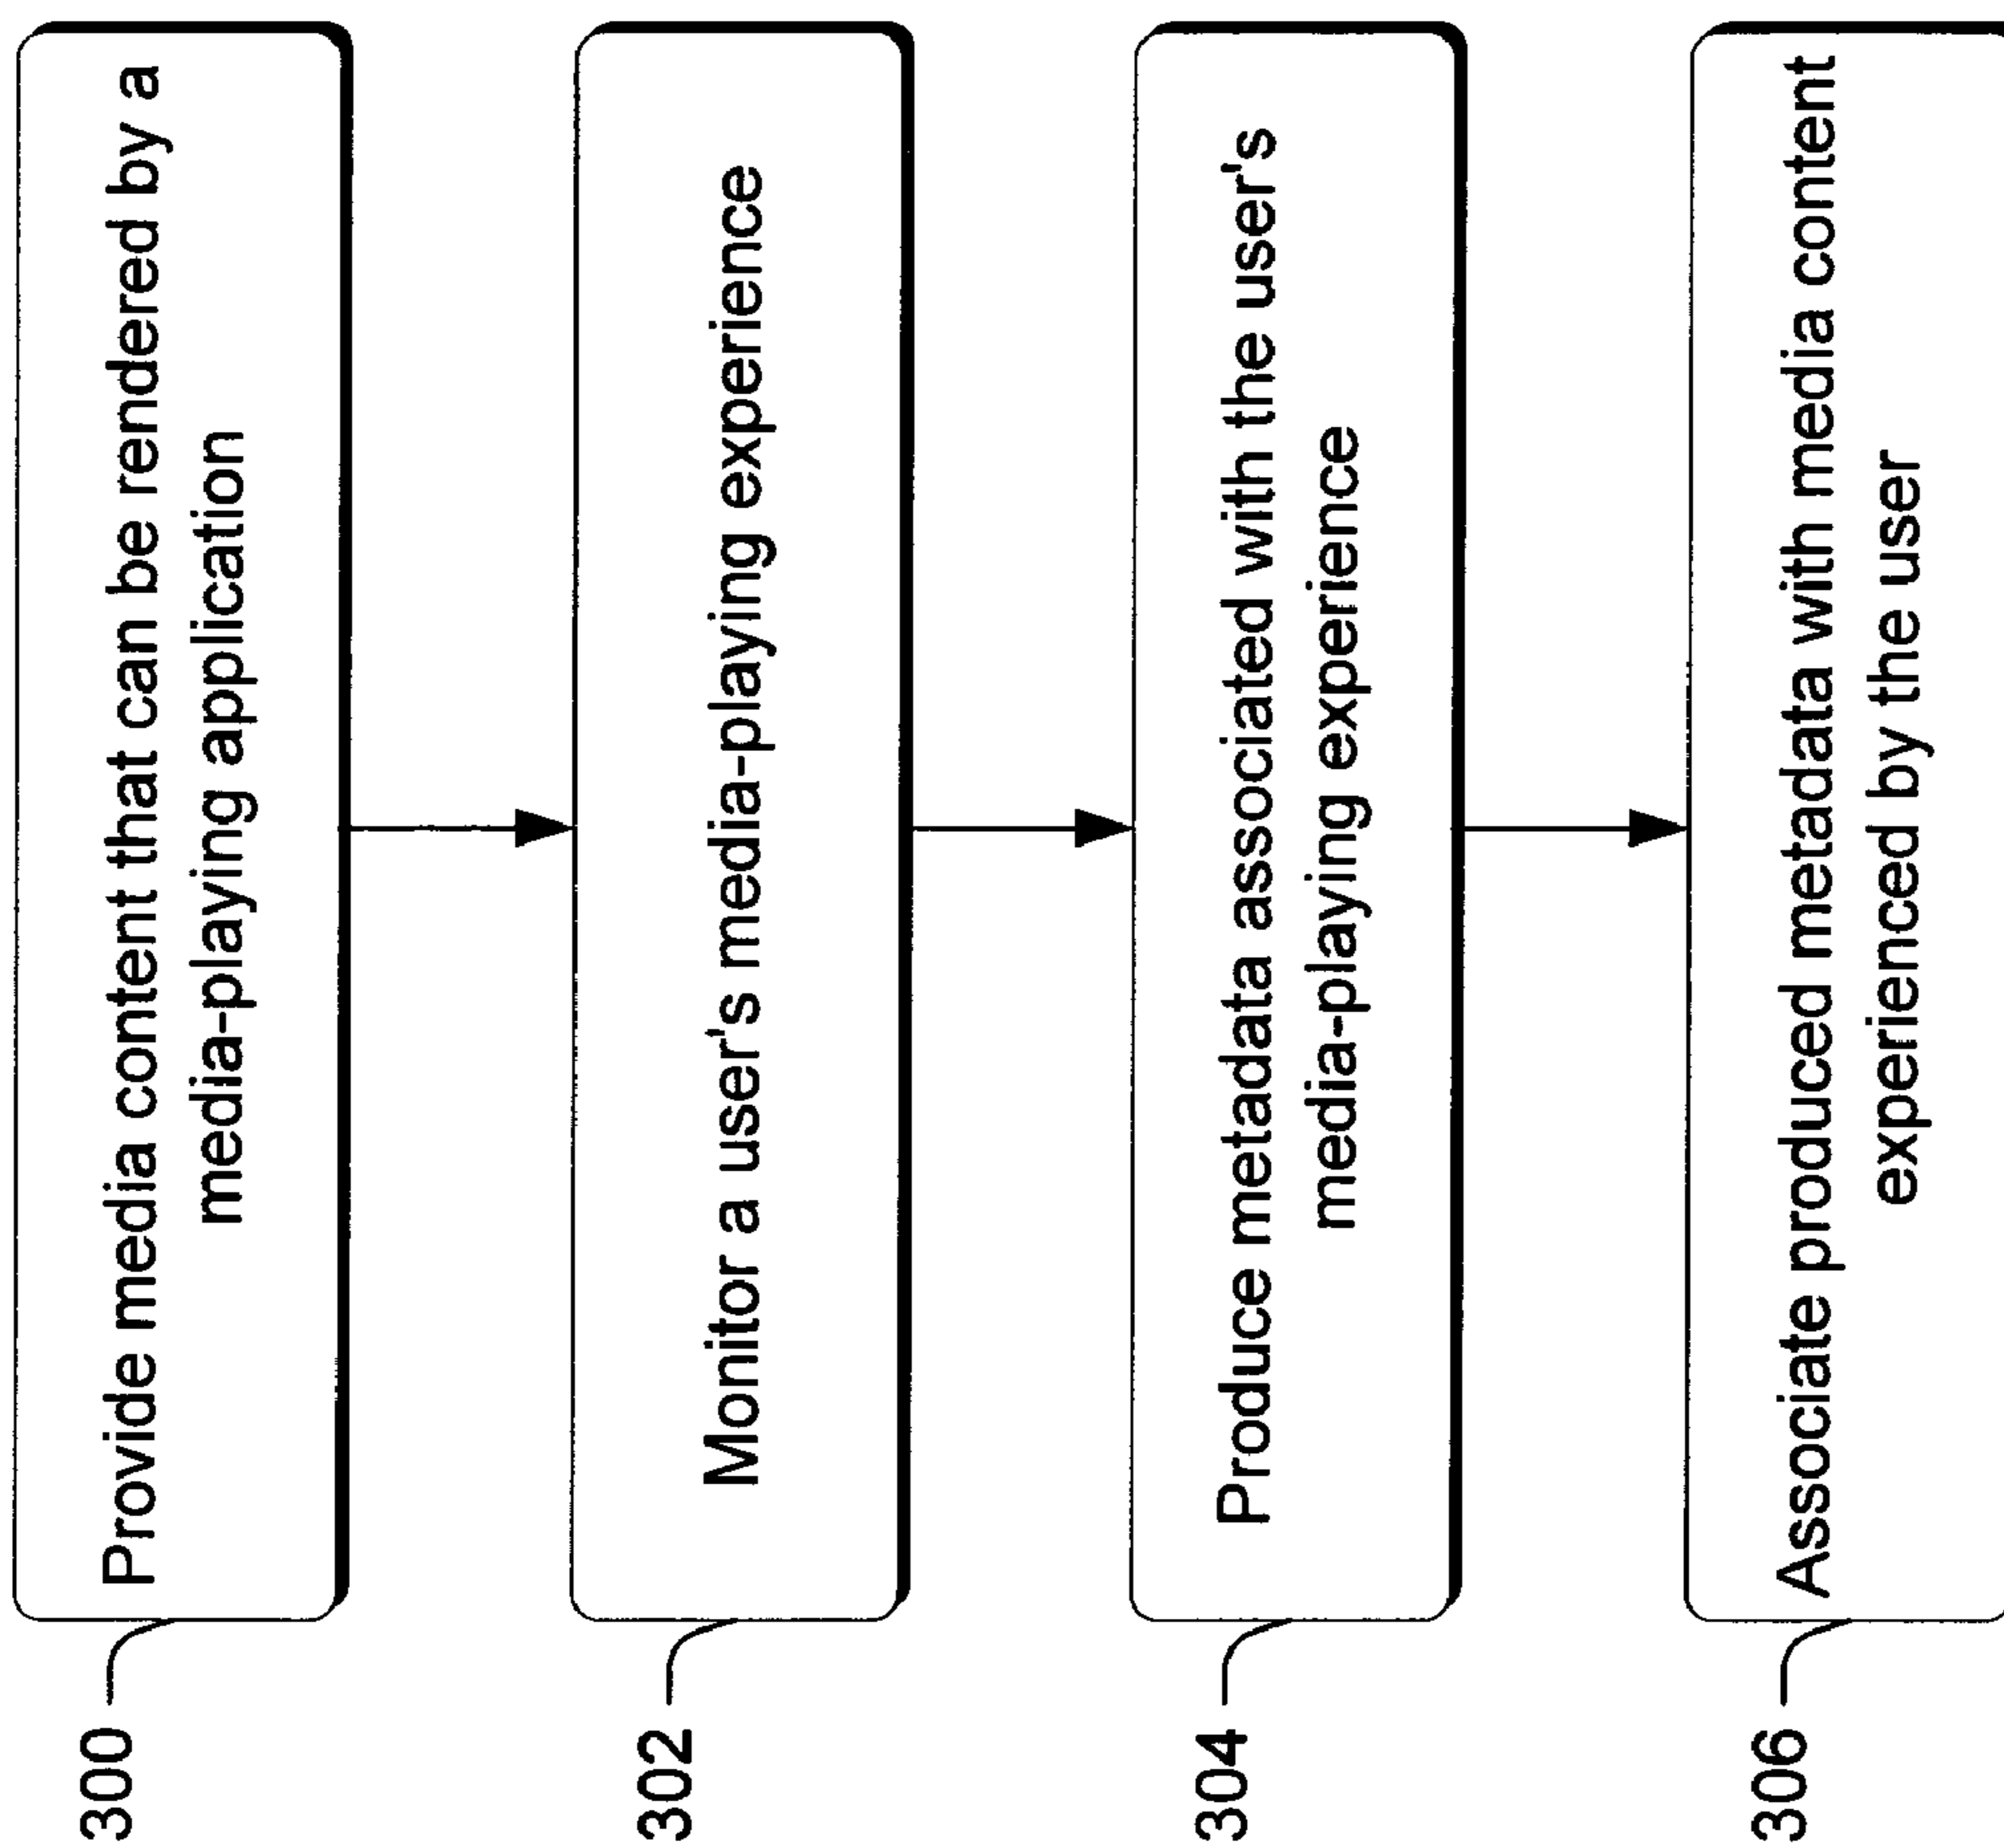 300
Provide media content that can be rendered by a
media-playing application
302
Monitor a user's media-playing experience
304
Produce metadata associated with the user's
media-playing experience
306
Associate produced metadata with media content
experienced by the user